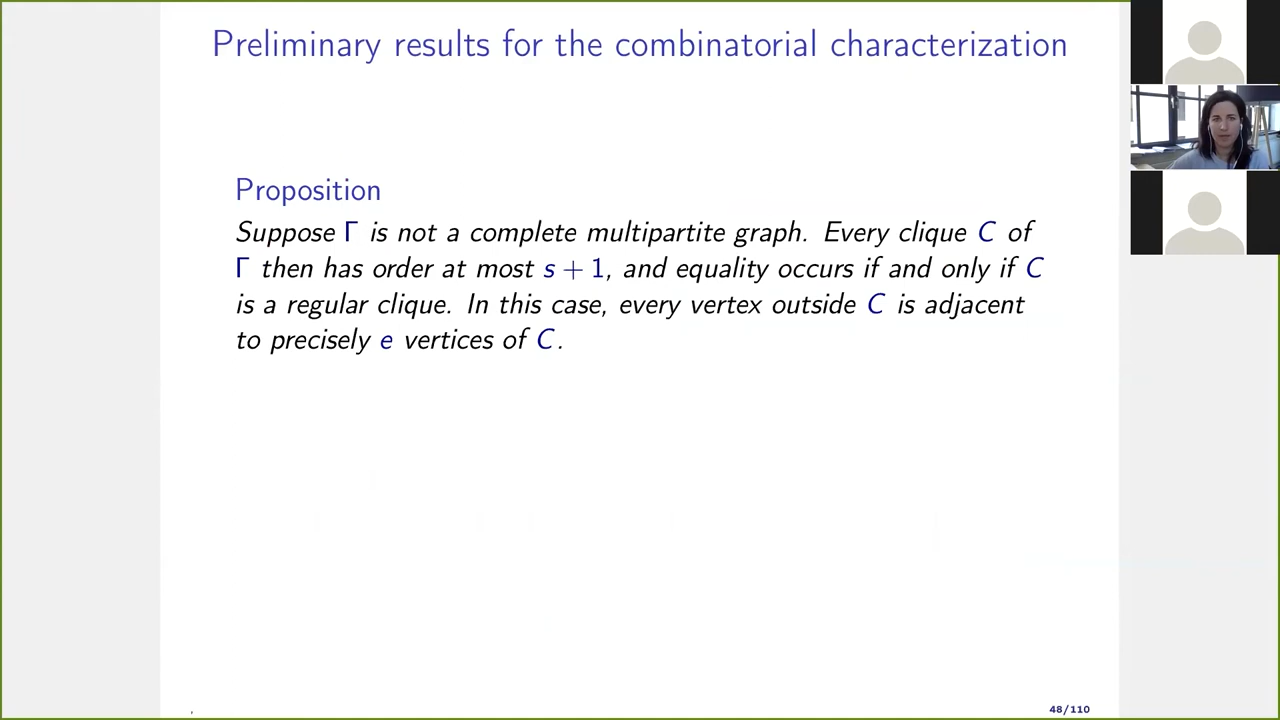 Preliminary results for the combinatorial characterization
Proposition
Suppose Γ is not a complete multipartite graph. Every clique C of
Γ then has order at most s + 1, and equality occurs if and only if C
is a regular clique. In this case, every vertex outside C is adjacent
to precisely e vertices of C.
48/110